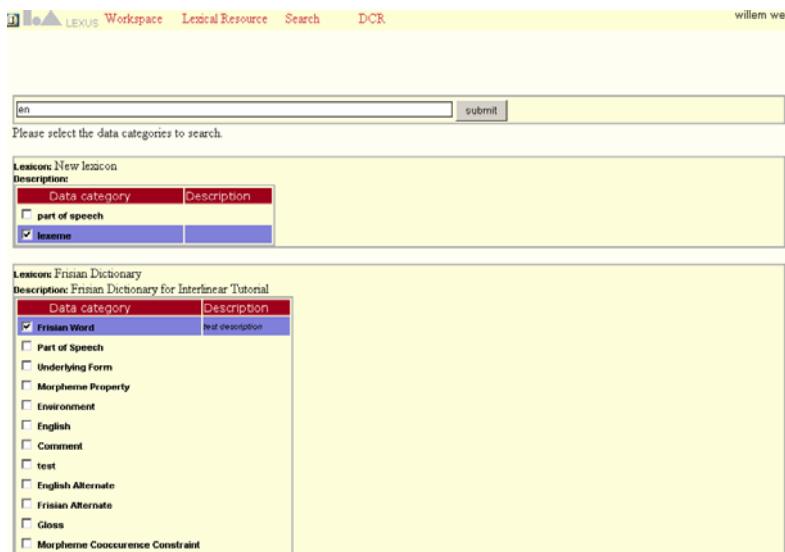 LEXUS Workspace Lexical Resource Search DCR willem we
en submit
Please select the data categories to search.
Lexicon: New lexicon
Description:
Data category Description
part of speech
lexeme
Lexicon: Frisian Dictionary
Description: Frisian Dictionary for Interlinear Tutorial
Data category Description
Frisian Word test description
Part of Speech
Underlying Form
Morpheme Property
Environment
English
Comment
test
English Alternate
Frisian Alternate
Gloss
Morpheme Cooccurence Constraint